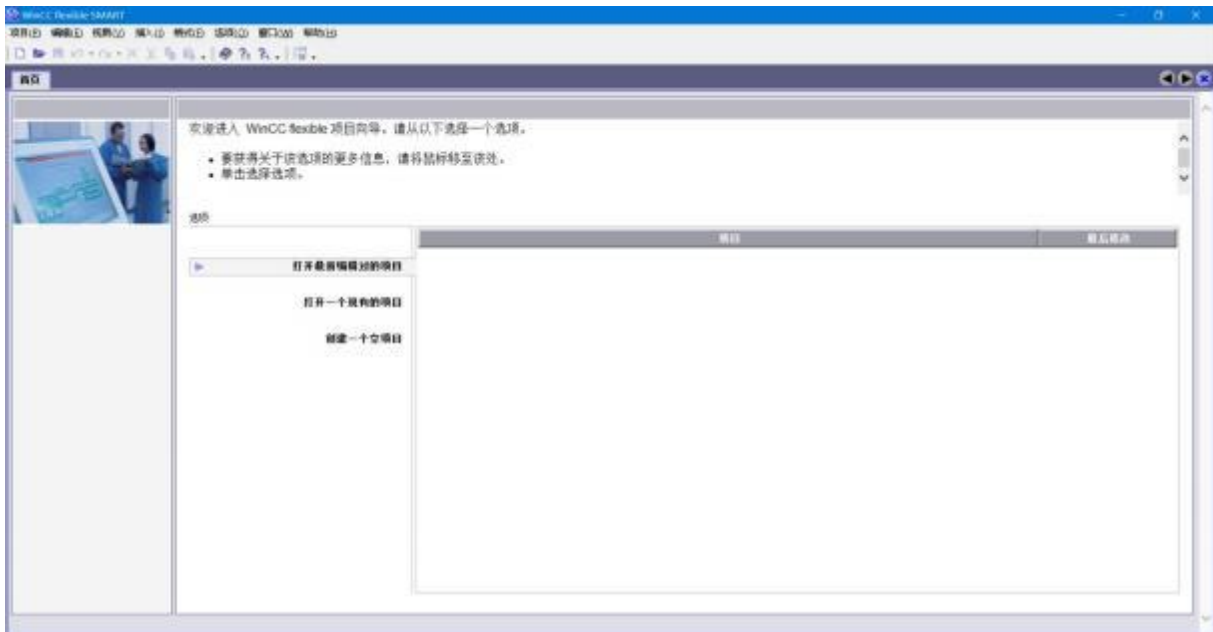 WinCC flexible SMART
项目(P) 编辑(E) 视图(V) 插入(I) 格式(F) 选项(O) 窗口(W) 帮助(H)
首页
欢迎进入 WinCC flexible 项目向导。请从以下选择一个选项。
• 要获得关于该选项的更多信息，请将鼠标移至该处。
• 单击选择选项。
选项
项目 最后修改
打开最新编辑过的项目
打开一个现有的项目
创建一个空项目